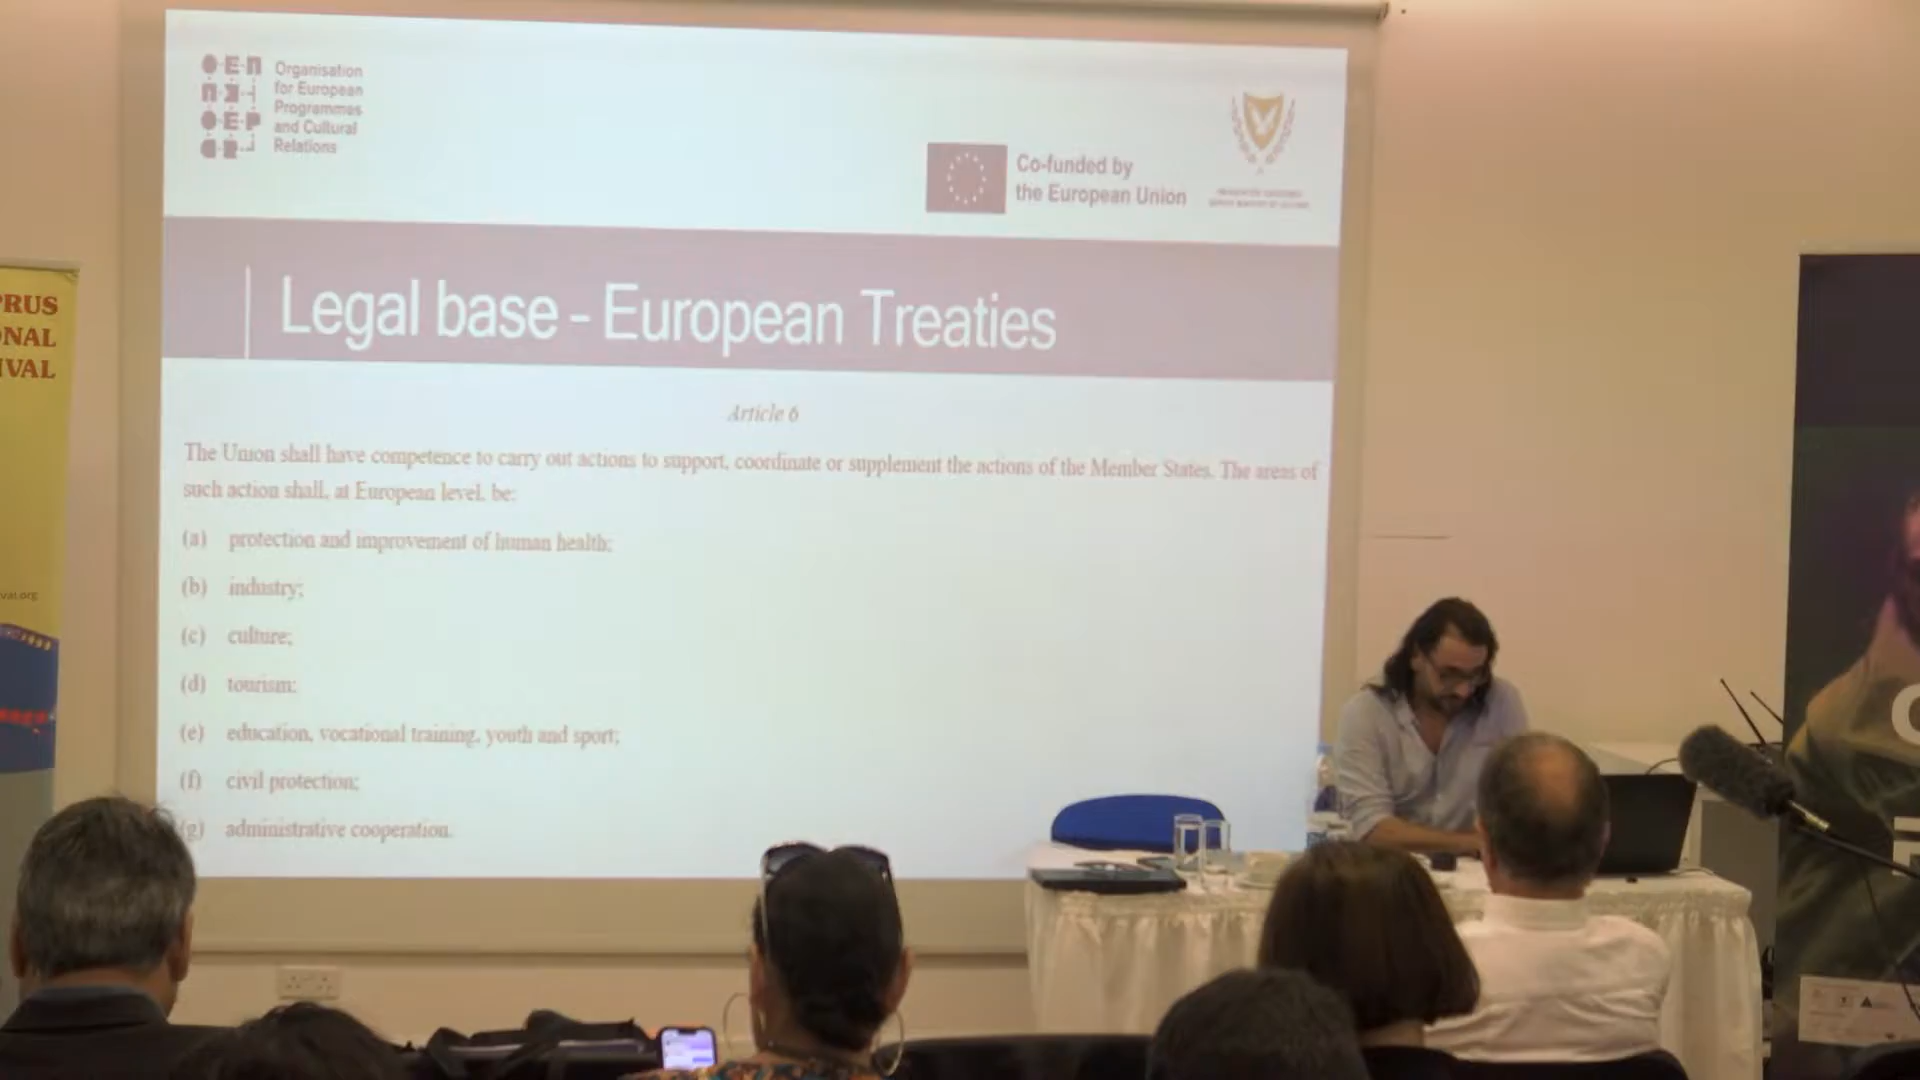 Organisation
for European
Programmes
and Cultural
Relations
Co-funded by
the European Union
Legal base - European Treaties
Article 6
The Union shall have competence to carry out actions to support, coordinate or supplement the actions of the Member States. The areas of
such action shall, at European level, be:
(a) protection and improvement of human health;
(b) industry;
(c) culture;
(d) tourism;
(e) education, vocational training, youth and sport;
(f) civil protection;
(g) administrative cooperation.
PRUS
ONAL
IVAL
val.org